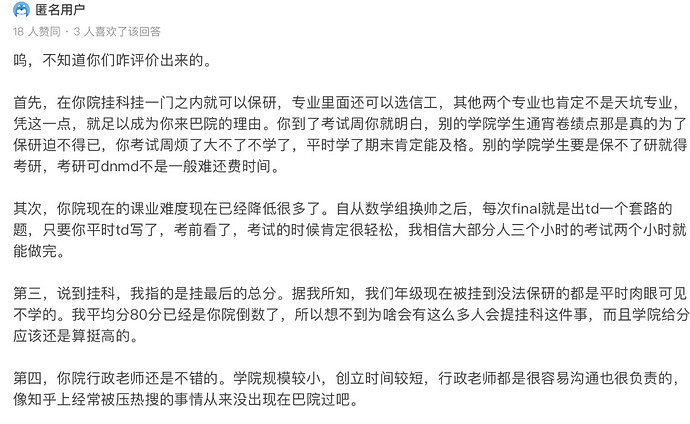 匿名用户
18 人赞同 · 3 人喜欢了该回答
呜，不知道你们咋评价出来的。
首先，在你院挂科挂一门之内就可以保研，专业里面还可以选信工，其他两个专业也肯定不是天坑专业，
凭这一点，就足以成为你来巴院的理由。你到了考试周你就明白，别的学院学生通宵卷绩点那是真的为了
保研迫不得已，你考试周烦了大不了不学了，平时学了期末肯定能及格。别的学院学生要是保不了研就得
考研，考研可dnmd不是一般难还费时间。
其次，你院现在的课业难度现在已经降低很多了。自从数学组换帅之后，每次final就是出td一个套路的
题，只要你平时td写了，考前看了，考试的时候肯定很轻松，我相信大部分人三个小时的考试两个小时就
能做完。
第三，说到挂科，我指的是挂最后的总分。据我所知，我们年级现在被挂到没法保研的都是平时肉眼可见
不学的。我平均分80分已经是你院倒数了，所以想不到为啥会有这么多人会提挂科这件事，而且学院给分
应该还是算挺高的。
第四，你院行政老师还是不错的。学院规模较小，创立时间较短，行政老师都是很容易沟通也很负责的，
像知乎上经常被压热搜的事情从来没出现在巴院过吧。